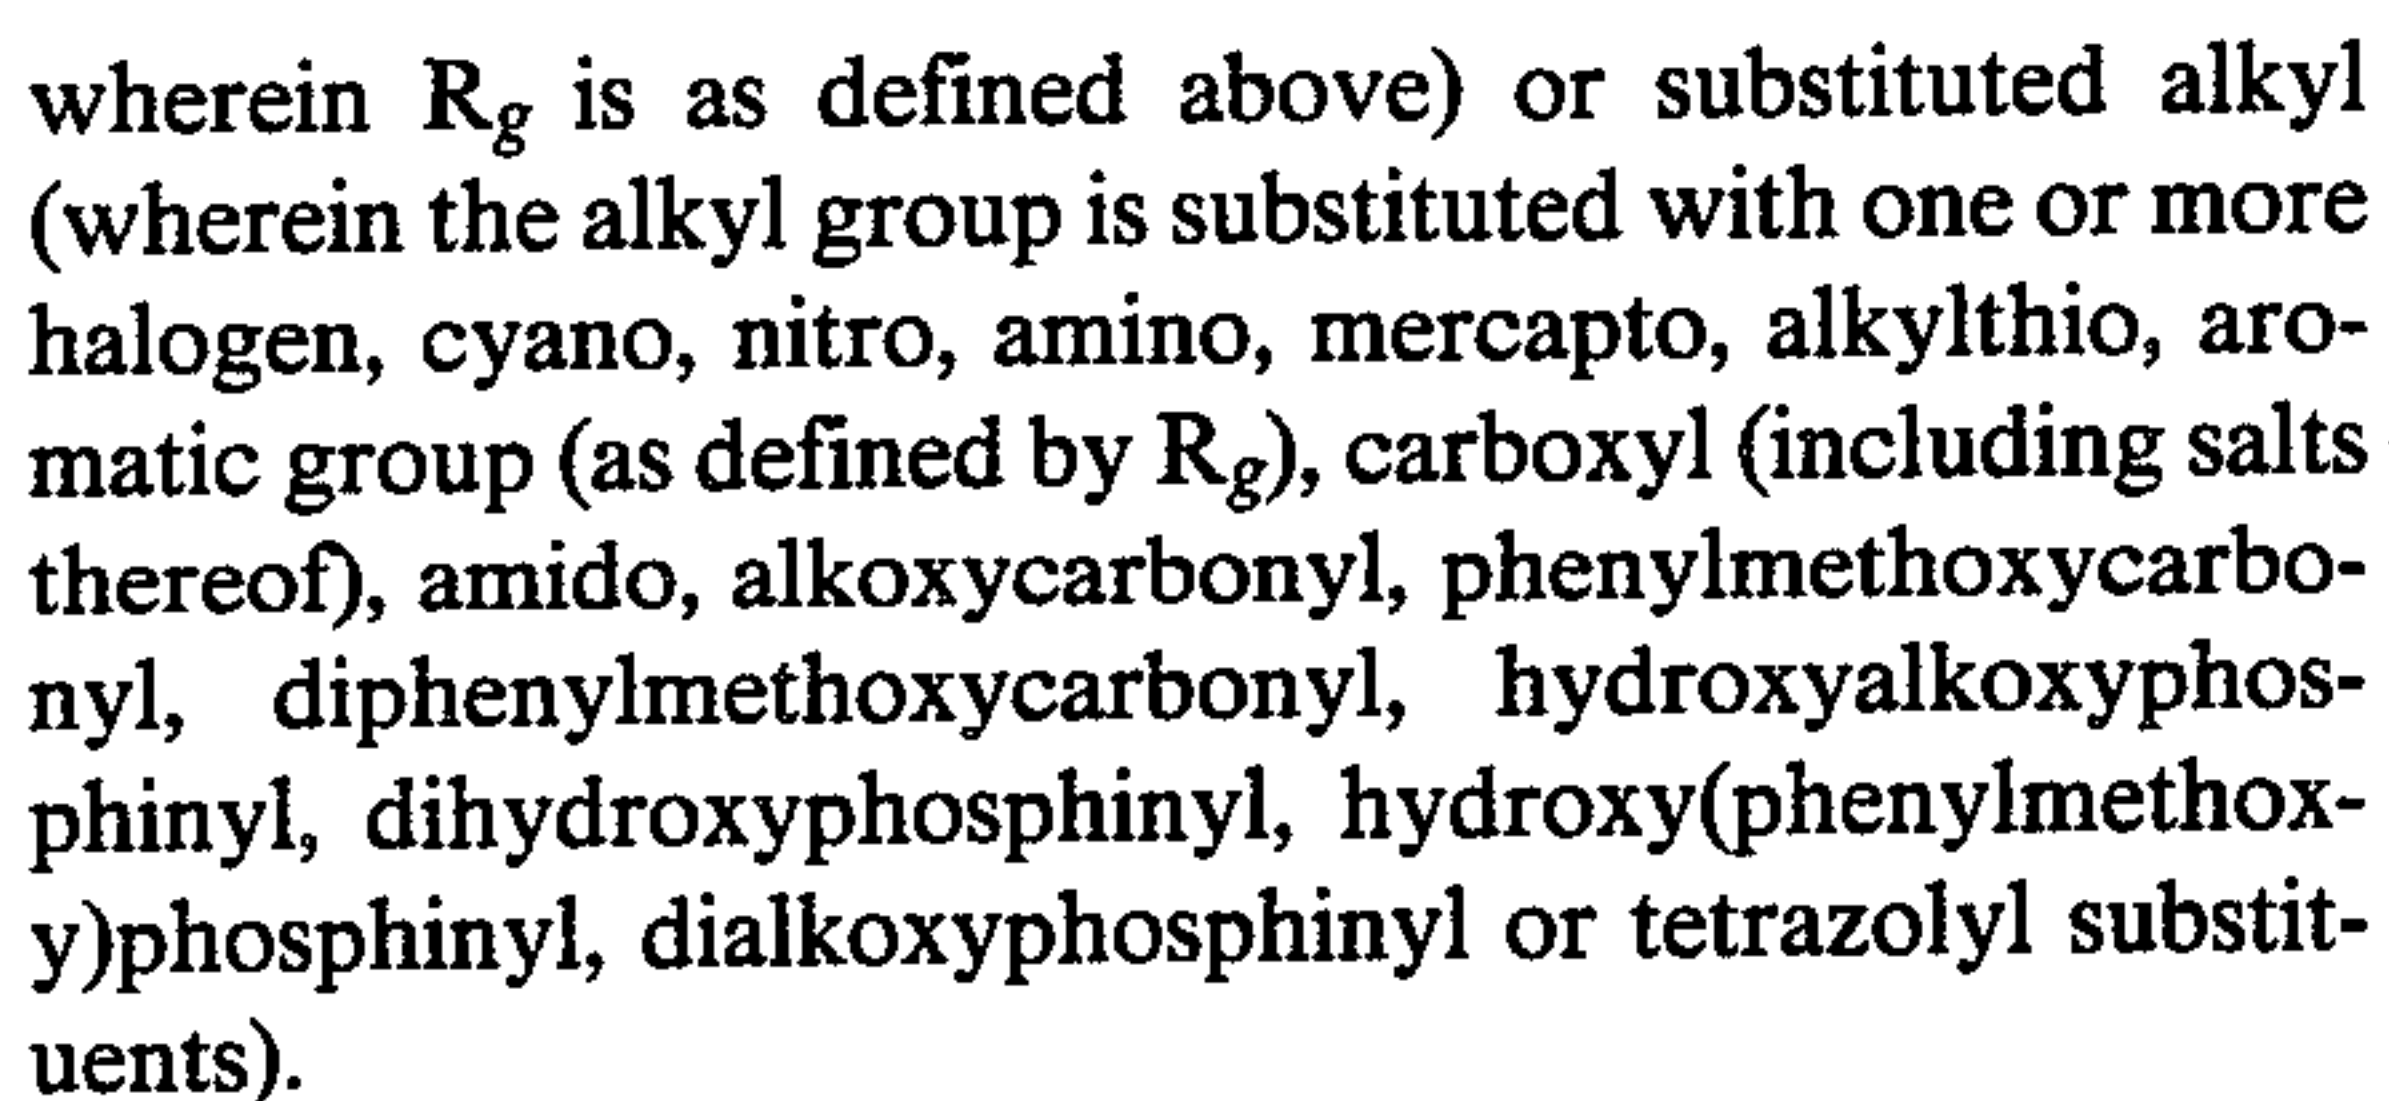 wherein Rg is as defined above) or substituted alkyl
(wherein the alkyl group is substituted with one or more
halogen, cyano, nitro, amino, mercapto, alkylthio, aro-
matic group (as defined by Rg), carboxyl (including salts
thereof), amido, alkoxycarbonyl, phenylmethoxycarbo-
nyl, diphenylmethoxycarbonyl, hydroxyalkoxyphos-
phinyl, dihydroxyphosphinyl, hydroxy(phenylmethox-
y)phosphinyl, dialkoxyphosphinyl or tetrazolyl substit-
uents).